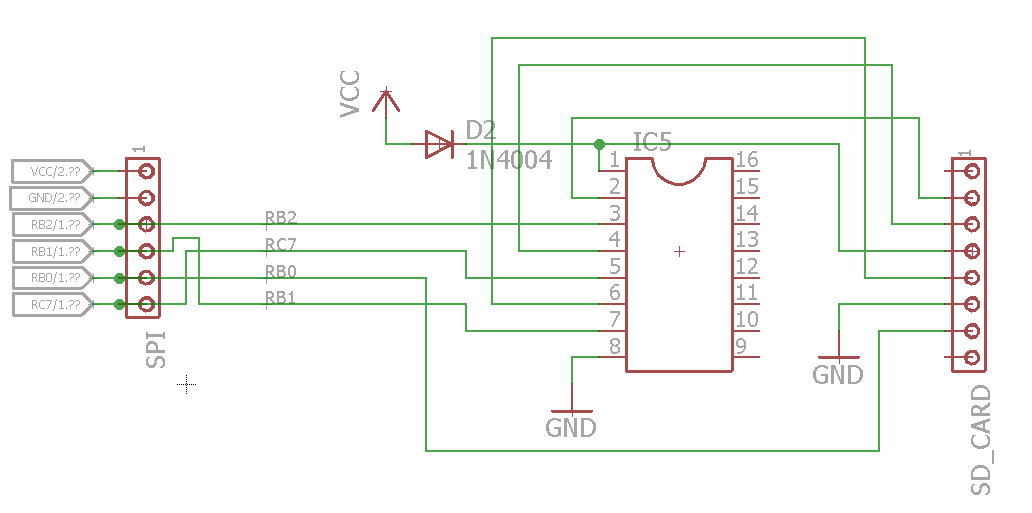 VCC
D2
1N4004
IC5
1
VCC/2.??
GND/2.??
RB2/1.??
RB1/1.??
RB0/1.??
RC7/1.??
SPI
RB2
RC7
RB0
RB1
1
2
3
4
5
6
7
8
16
15
14
13
12
11
10
9
GND
GND
1
SD_CARD